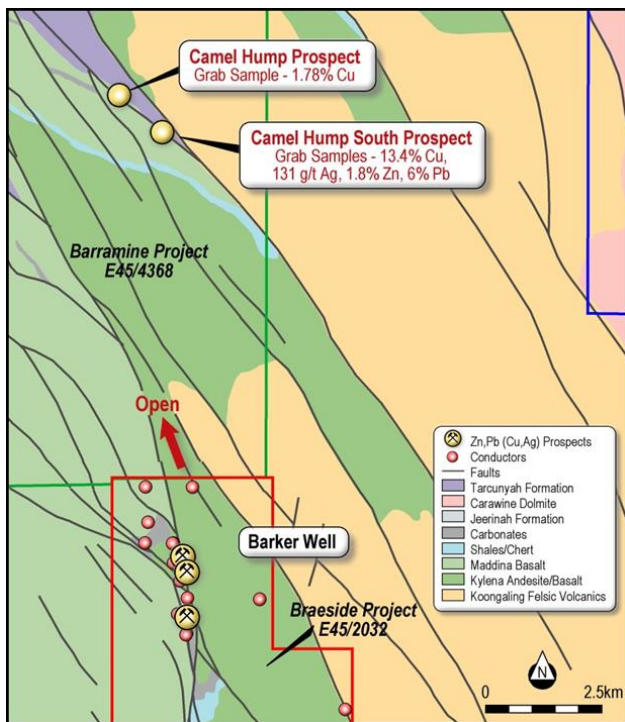 Camel Hump Prospect
Grab Sample - 1.78% Cu
Camel Hump South Prospect
Grab Samples - 13.4% Cu,
131 g/t Ag, 1.8% Zn, 6% Pb
Barramine Project
E45/4368
Open
Barker Well
Braeside Project
E45/2032
Zn,Pb (Cu,Ag) Prospects
Conductors
Faults
Tarcunyah Formation
Carawine Dolmite
Jeerinah Formation
Carbonates
Shales/Chert
Maddina Basalt
Kylena Andesite/Basalt
Koongaling Felsic Volcanics
N
0 2.5km